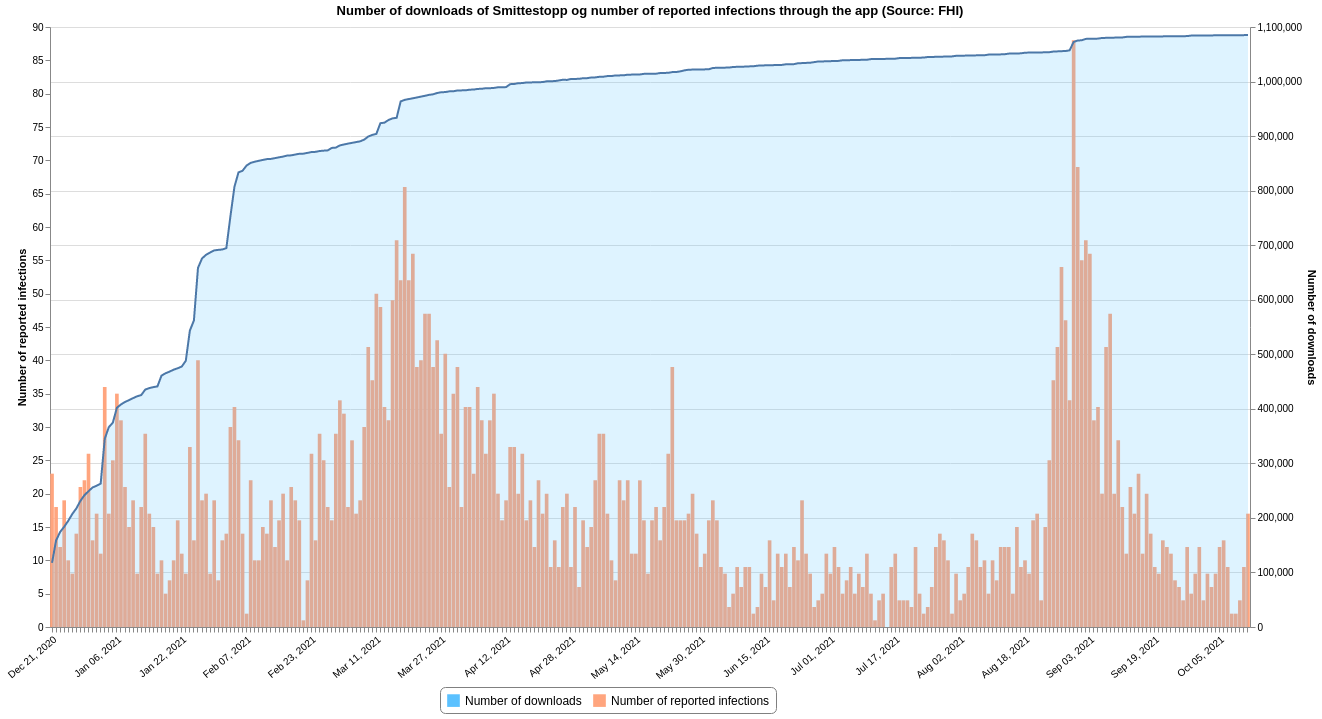 Number of downloads of Smittestopp og number of reported infections through the app (Source: FHI)
90
85
80
75
70
65
60
55
50
45
40
35
30
25
20
15
10
5
0
Number of reported infections
1,100,000
1,000,000
900,000
800,000
700,000
600,000
500,000
400,000
300,000
200,000
100,000
0
Number of downloads
Dec 21, 2020
Jan 06, 2021
Jan 22, 2021
Feb 07, 2021
Feb 23, 2021
Mar 11, 2021
Mar 27, 2021
Apr 12, 2021
Apr 28, 2021
May 14, 2021
May 30, 2021
Jun 15, 2021
Jul 01, 2021
Jul 17, 2021
Aug 02, 2021
Aug 18, 2021
Sep 03, 2021
Sep 19, 2021
Oct 05, 2021
Number of downloads
Number of reported infections